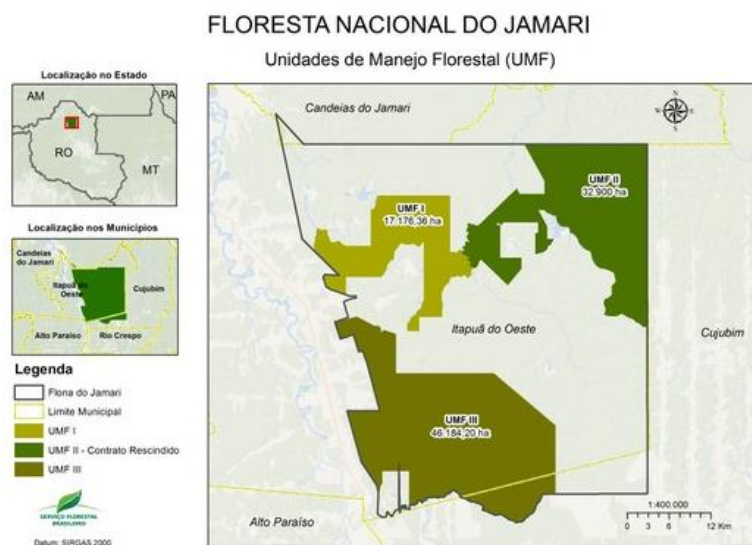 FLORESTA NACIONAL DO JAMARI
Unidades de Manejo Florestal (UMF)
Localização no Estado
AM
PA
RO
MT
Localização nos Municípios
Candeias
do Jamari
Itapuã do
Oeste
Cujubim
Alto Paraíso
Rio Crespo
Legenda
Flona do Jamari
Limite Municipal
UMF I
UMF II - Contrato Rescindido
UMF III
SERVIÇO FLORESTAL
BRASILEIRO
Datum: SIRGAS 2000
Candeias do Jamari
N
W
E
S
UMF I
17.176,36 ha
UMF II
32.900 ha
Itapuã do Oeste
Cujubim
UMF III
46.184,20 ha
Alto Paraíso
1:400.000
0 3 6 12 Km